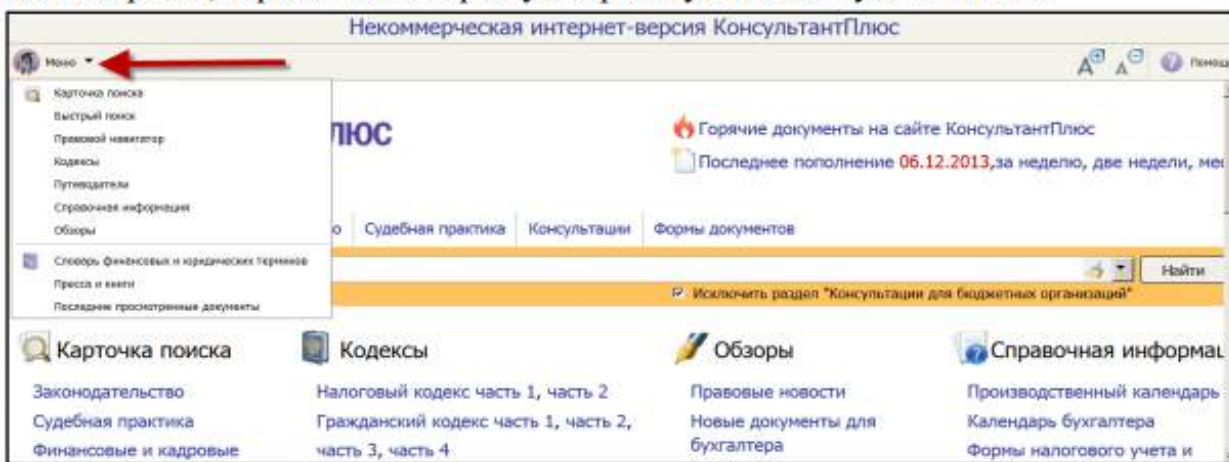 Некоммерческая интернет-версия КонсультантПлюс
Меню
Карточка поиска
Быстрый поиск
Правовой навигатор
Кодексы
Путеводители
Справочная информация
Обзоры
Словарь финансовых и юридических терминов
Пресса и книги
Последние просмотренные документы
люс
Горячие документы на сайте КонсультантПлюс
Последнее пополнение 06.12.2013,за неделю, две недели, мес
о Судебная практика Консультации Формы документов
Найти
Исключить раздел "Консультации для бюджетных организаций"
Карточка поиска
Законодательство
Судебная практика
Финансовые и кадровые
Кодексы
Налоговый кодекс часть 1, часть 2
Гражданский кодекс часть 1, часть 2,
часть 3, часть 4
Обзоры
Правовые новости
Новые документы для
бухгалтера
Справочная информац
Производственный календарь
Календарь бухгалтера
Формы налогового учета и